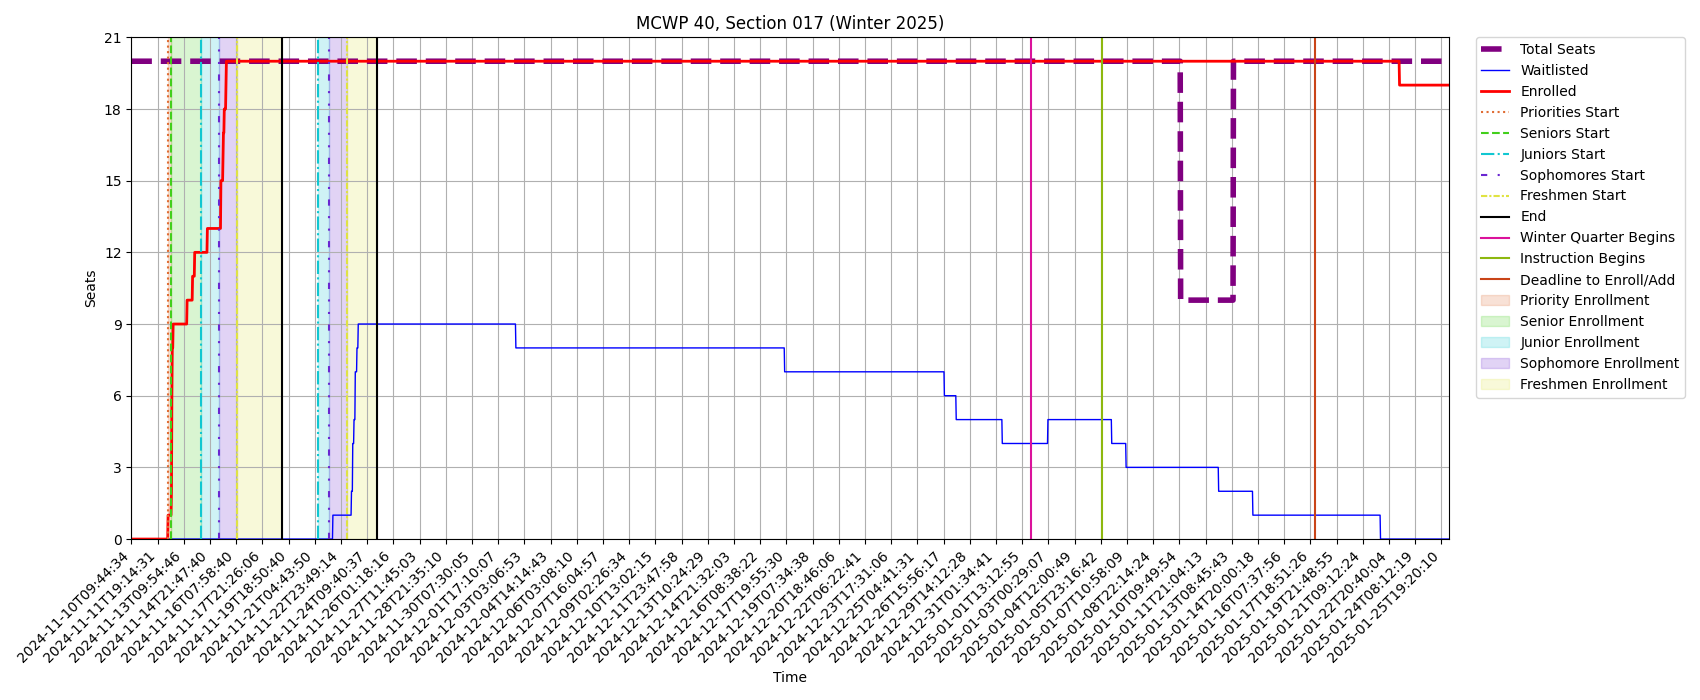 MCWP 40, Section 017 (Winter 2025)
Seats
21
18
15
12
9
6
3
0
2024-11-10T09:44:34
2024-11-11T19:14:31
2024-11-13T09:54:46
2024-11-14T21:47:40
2024-11-16T07:58:40
2024-11-17T21:26:06
2024-11-19T18:50:40
2024-11-21T04:43:50
2024-11-22T23:49:14
2024-11-24T09:40:37
2024-11-26T01:18:16
2024-11-27T11:45:03
2024-11-28T21:35:10
2024-11-30T07:30:05
2024-12-01T17:10:07
2024-12-03T03:06:53
2024-12-04T14:14:43
2024-12-06T03:08:10
2024-12-07T16:04:57
2024-12-09T02:26:34
2024-12-10T13:02:15
2024-12-11T23:47:58
2024-12-13T10:24:29
2024-12-14T21:32:03
2024-12-16T08:38:22
2024-12-17T19:55:30
2024-12-19T07:34:38
2024-12-20T18:46:06
2024-12-22T06:22:41
2024-12-23T17:31:06
2024-12-25T04:41:31
2024-12-26T15:56:17
2024-12-29T14:12:28
2024-12-31T01:34:41
2025-01-01T13:12:55
2025-01-03T00:29:07
2025-01-04T12:00:49
2025-01-05T23:16:42
2025-01-07T10:58:09
2025-01-08T22:14:24
2025-01-10T09:49:54
2025-01-11T21:04:13
2025-01-13T08:45:43
2025-01-14T20:00:18
2025-01-16T07:37:56
2025-01-17T18:51:26
2025-01-19T21:48:55
2025-01-21T09:12:24
2025-01-22T20:40:04
2025-01-24T08:12:19
2025-01-25T19:20:10
Time
Total Seats
Waitlisted
Enrolled
Priorities Start
Seniors Start
Juniors Start
Sophomores Start
Freshmen Start
End
Winter Quarter Begins
Instruction Begins
Deadline to Enroll/Add
Priority Enrollment
Senior Enrollment
Junior Enrollment
Sophomore Enrollment
Freshmen Enrollment